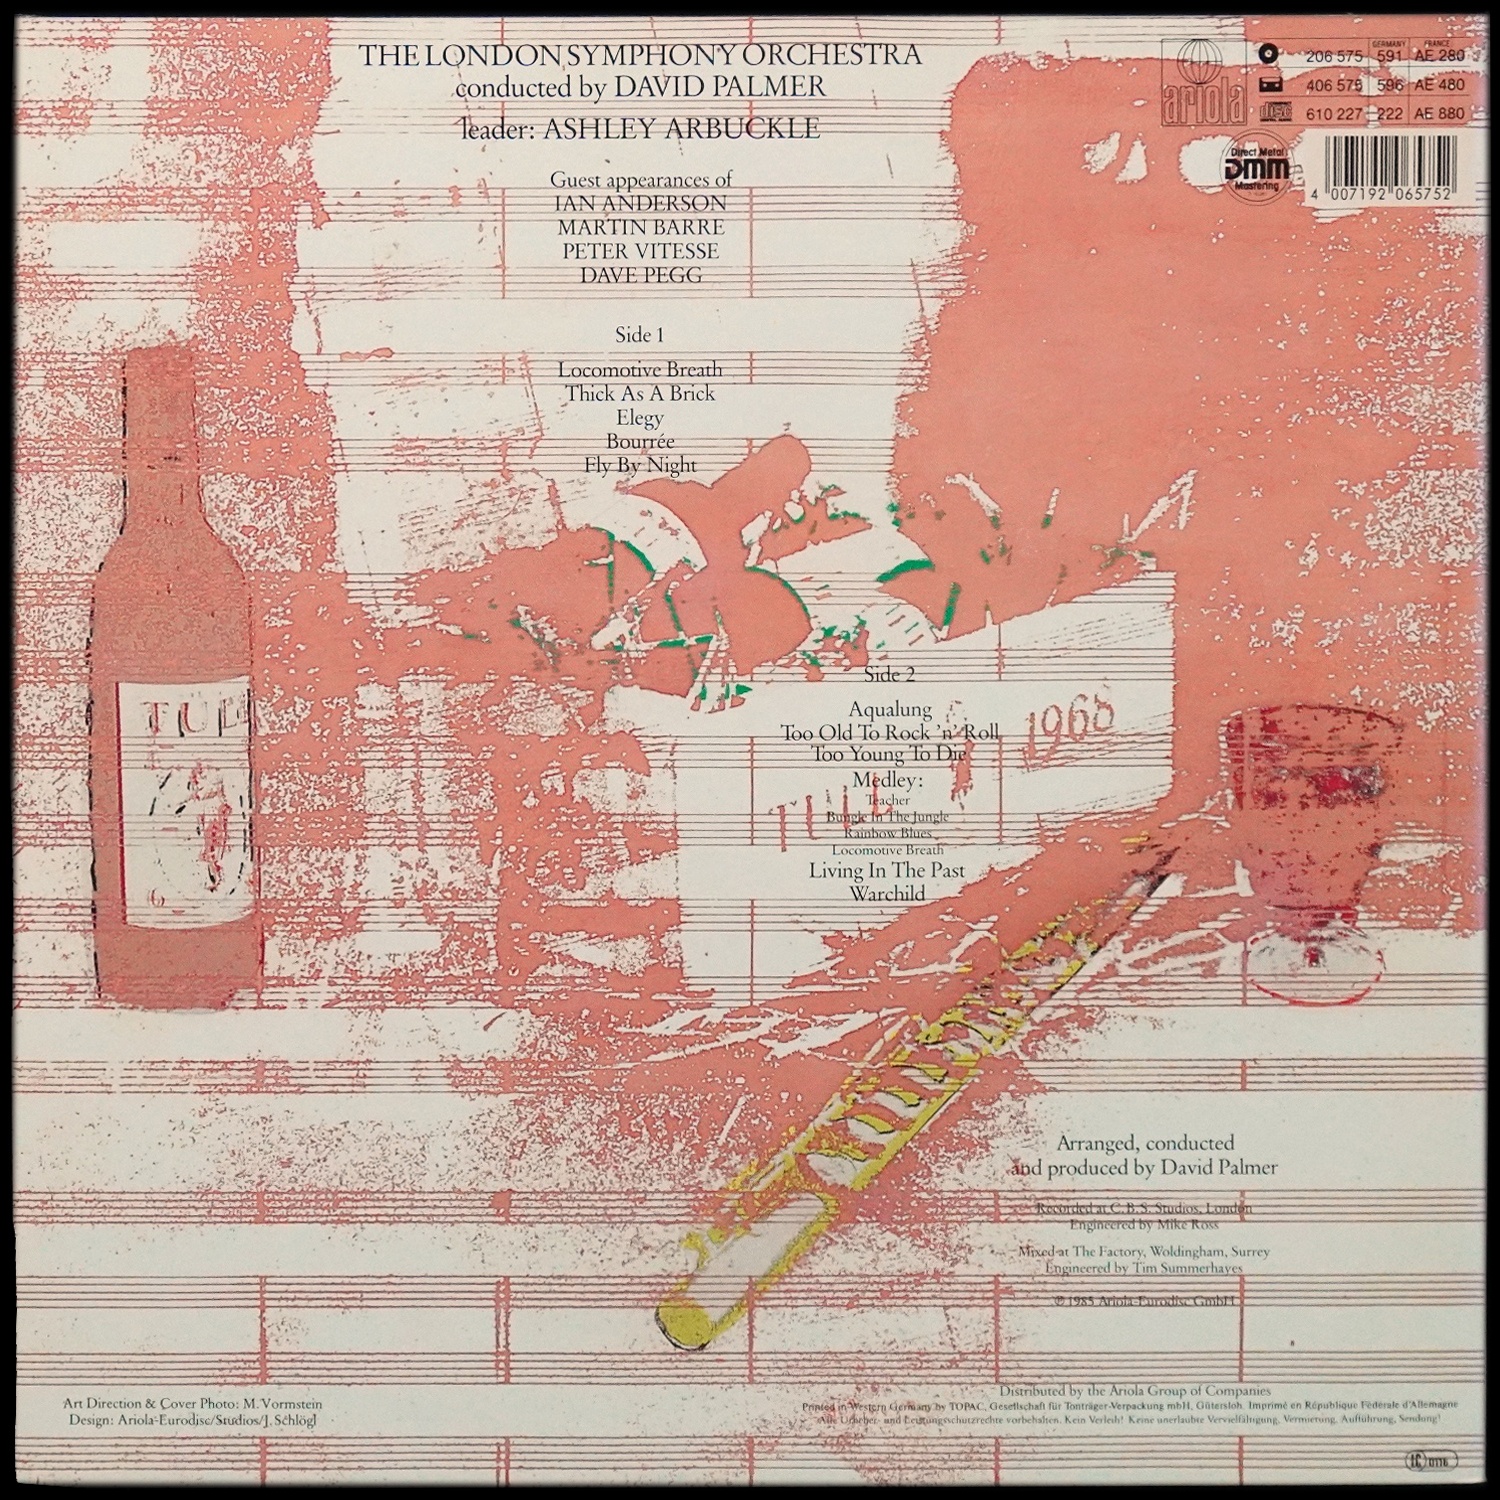 THE LONDON SYMPHONY ORCHESTRA
conducted by DAVID PALMER
leader: ASHLEY ARBUCKLE
Guest appearances of
IAN ANDERSON
MARTIN BARRE
PETER VITESSE
DAVE PEGG
Side 1
Locomotive Breath
Thick As A Brick
Elegy
Bourrée
Fly By Night
ariola
GERMANY FRANCE
206 575 591 AE 280
406 575 596 AE 480
610 227 222 AE 880
Direct Metal
DMM
Mastering
4 007192 065752
TULL
1968
TULL
Side 2
Aqualung
Too Old To Rock 'n' Roll
Too Young To Die
Medley:
Teacher
Bungle In The Jungle
Rainbow Blues
Locomotive Breath
Living In The Past
Warchild
Arranged, conducted
and produced by David Palmer
Recorded at C.B.S. Studios, London
Engineered by Mike Ross
Mixed at The Factory, Woldingham, Surrey
Engineered by Tim Summerhayes
℗ 1985 Ariola-Eurodisc GmbH
Art Direction & Cover Photo: M. Vormstein
Design: Ariola-Eurodisc/Studios/J. Schlögl
Distributed by the Ariola Group of Companies
Printed in Western Germany by TOPAC, Gesellschaft für Tonträger-Verpackung mbH, Gütersloh. Imprimé en République Fédérale d'Allemagne
Alle Urheber- und Leistungsschutzrechte vorbehalten. Kein Verleih! Keine unerlaubte Vervielfältigung, Vermietung, Aufführung, Sendung!
LC 0116